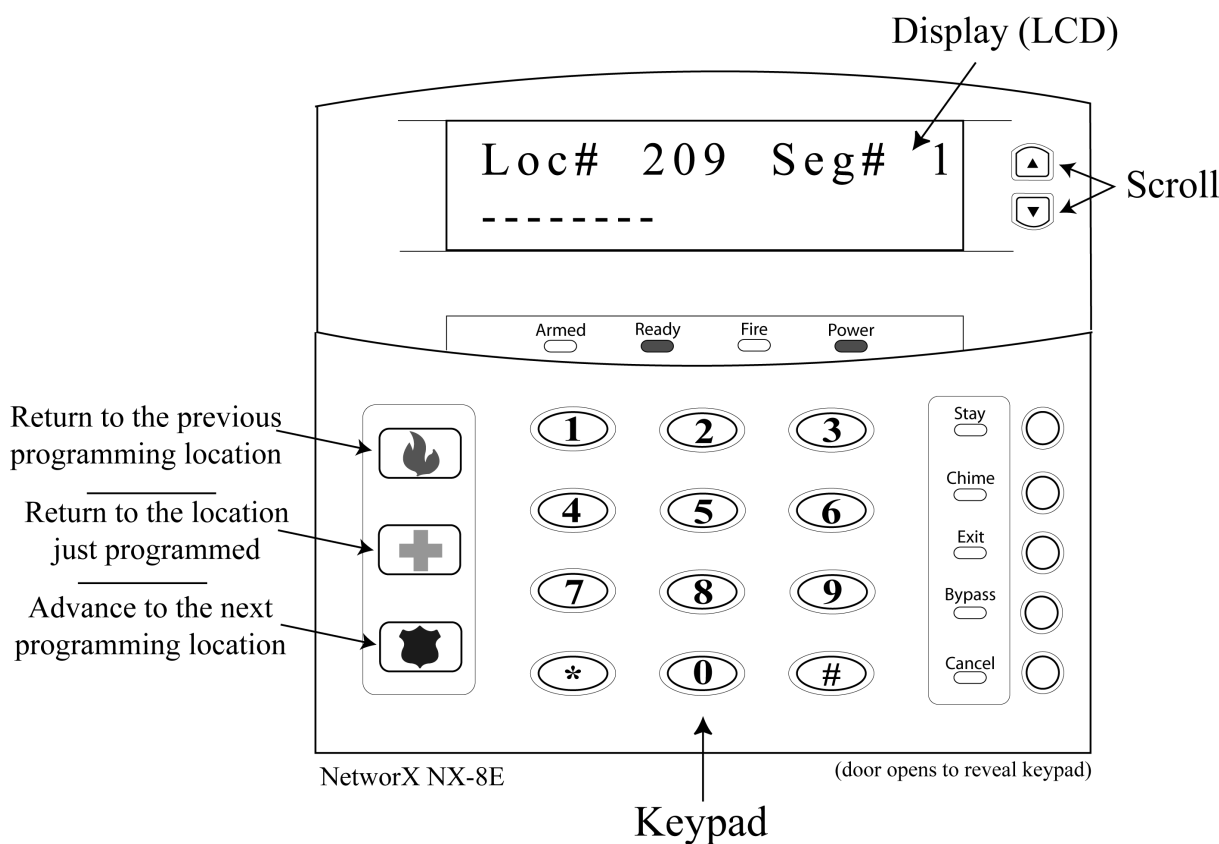 Display (LCD)
Loc# 209 Seg# 1
--------
Scroll
Armed Ready Fire Power
Return to the previous
programming location
Return to the location
just programmed
Advance to the next
programming location
1 2 3
4 5 6
7 8 9
* 0 #
Stay
Chime
Exit
Bypass
Cancel
NetworX NX-8E
(door opens to reveal keypad)
Keypad